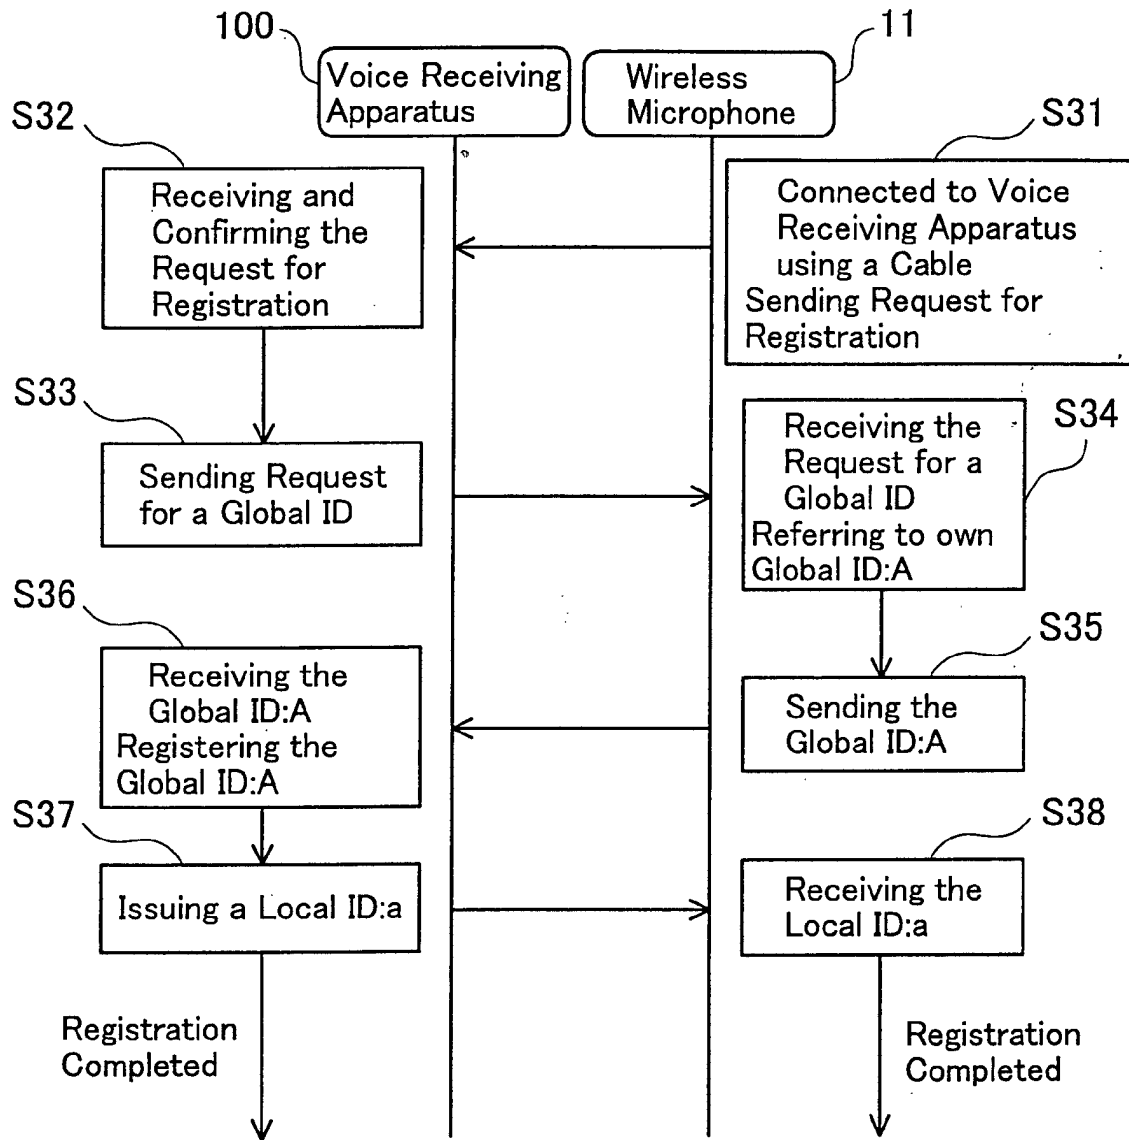 100
11
Voice Receiving
Apparatus
Wireless
Microphone
S32
S31
Receiving and
Confirming the
Request for
Registration
Connected to Voice
Receiving Apparatus
using a Cable
Sending Request for
Registration
S33
S34
Sending Request
for a Global ID
Receiving the
Request for a
Global ID
Referring to own
Global ID:A
S36
S35
Receiving the
Global ID:A
Registering the
Global ID:A
Sending the
Global ID:A
S37
S38
Issuing a Local ID:a
Receiving the
Local ID:a
Registration
Completed
Registration
Completed